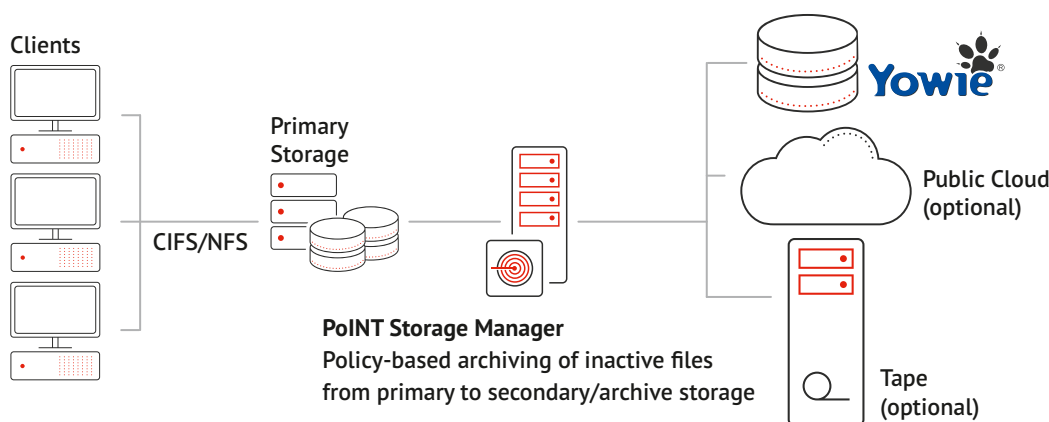 Clients
Primary
Storage
Yowie®
Public Cloud
(optional)
CIFS/NFS
PoINT Storage Manager
Policy-based archiving of inactive files
from primary to secondary/archive storage
Tape
(optional)